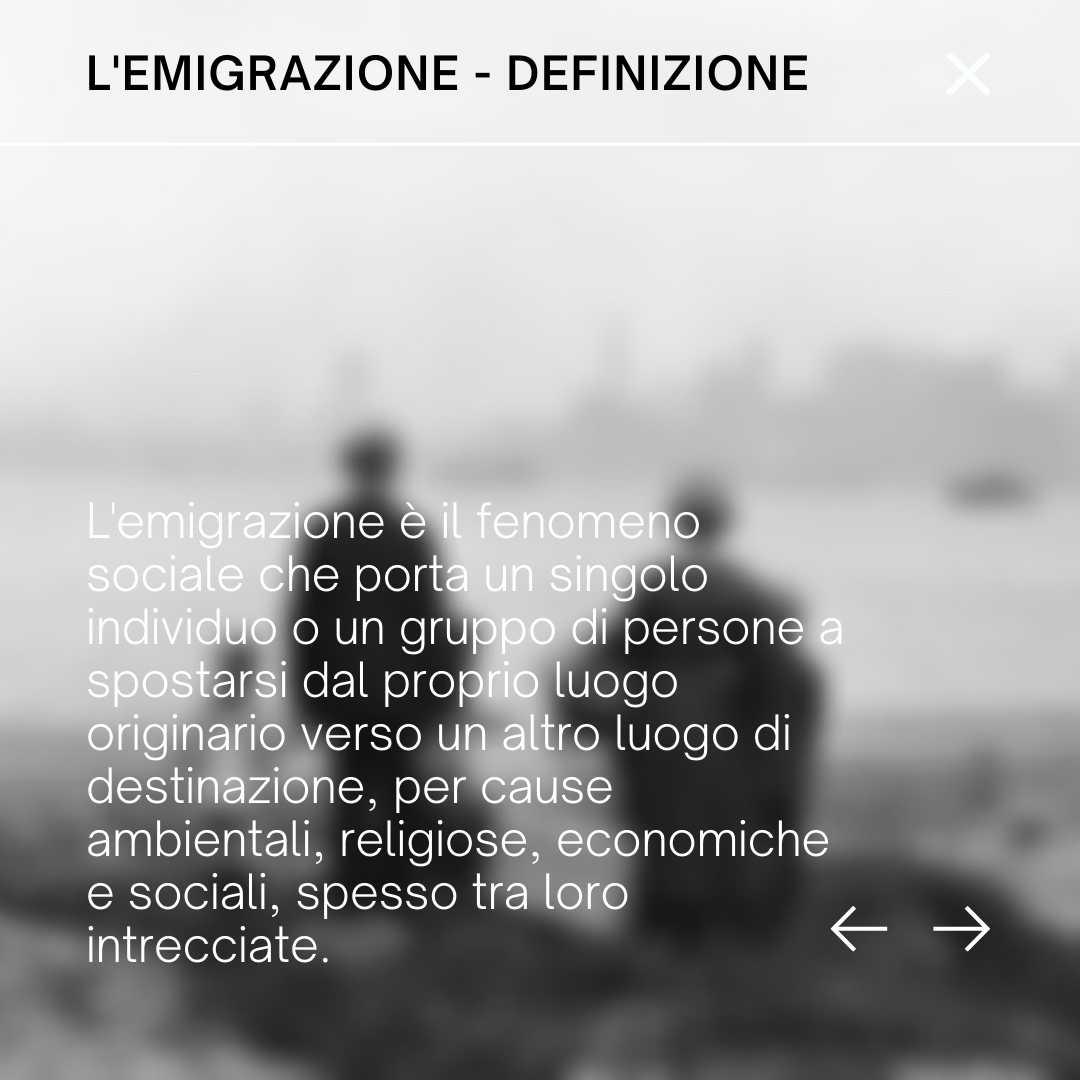 L'EMIGRAZIONE - DEFINIZIONE
L'emigrazione è il fenomeno
sociale che porta un singolo
individuo o un gruppo di persone a
spostarsi dal proprio luogo
originario verso un altro luogo di
destinazione, per cause
ambientali, religiose, economiche
e sociali, spesso tra loro
intrecciate.